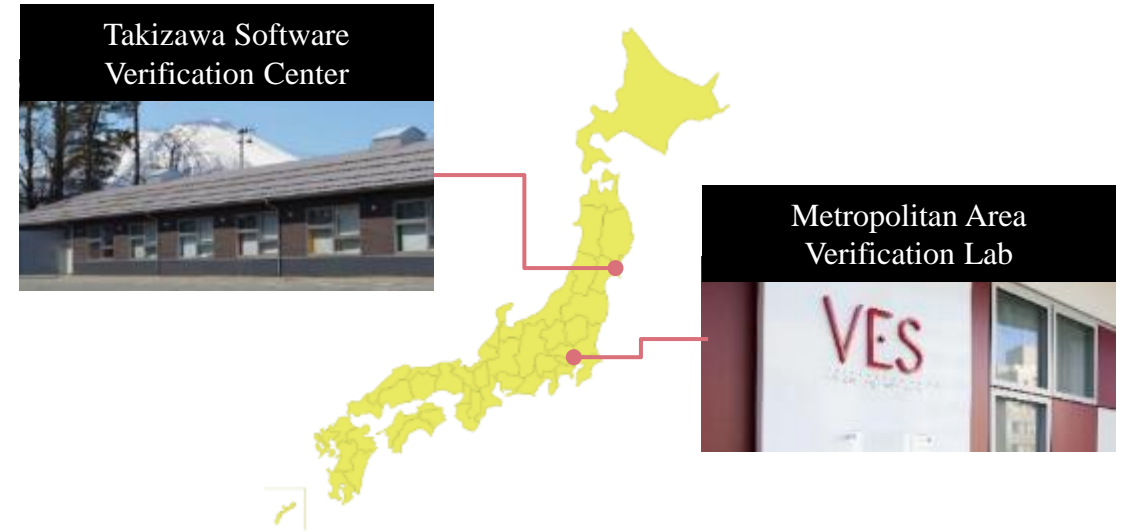 Takizawa Software
Verification Center
Metropolitan Area
Verification Lab
VES